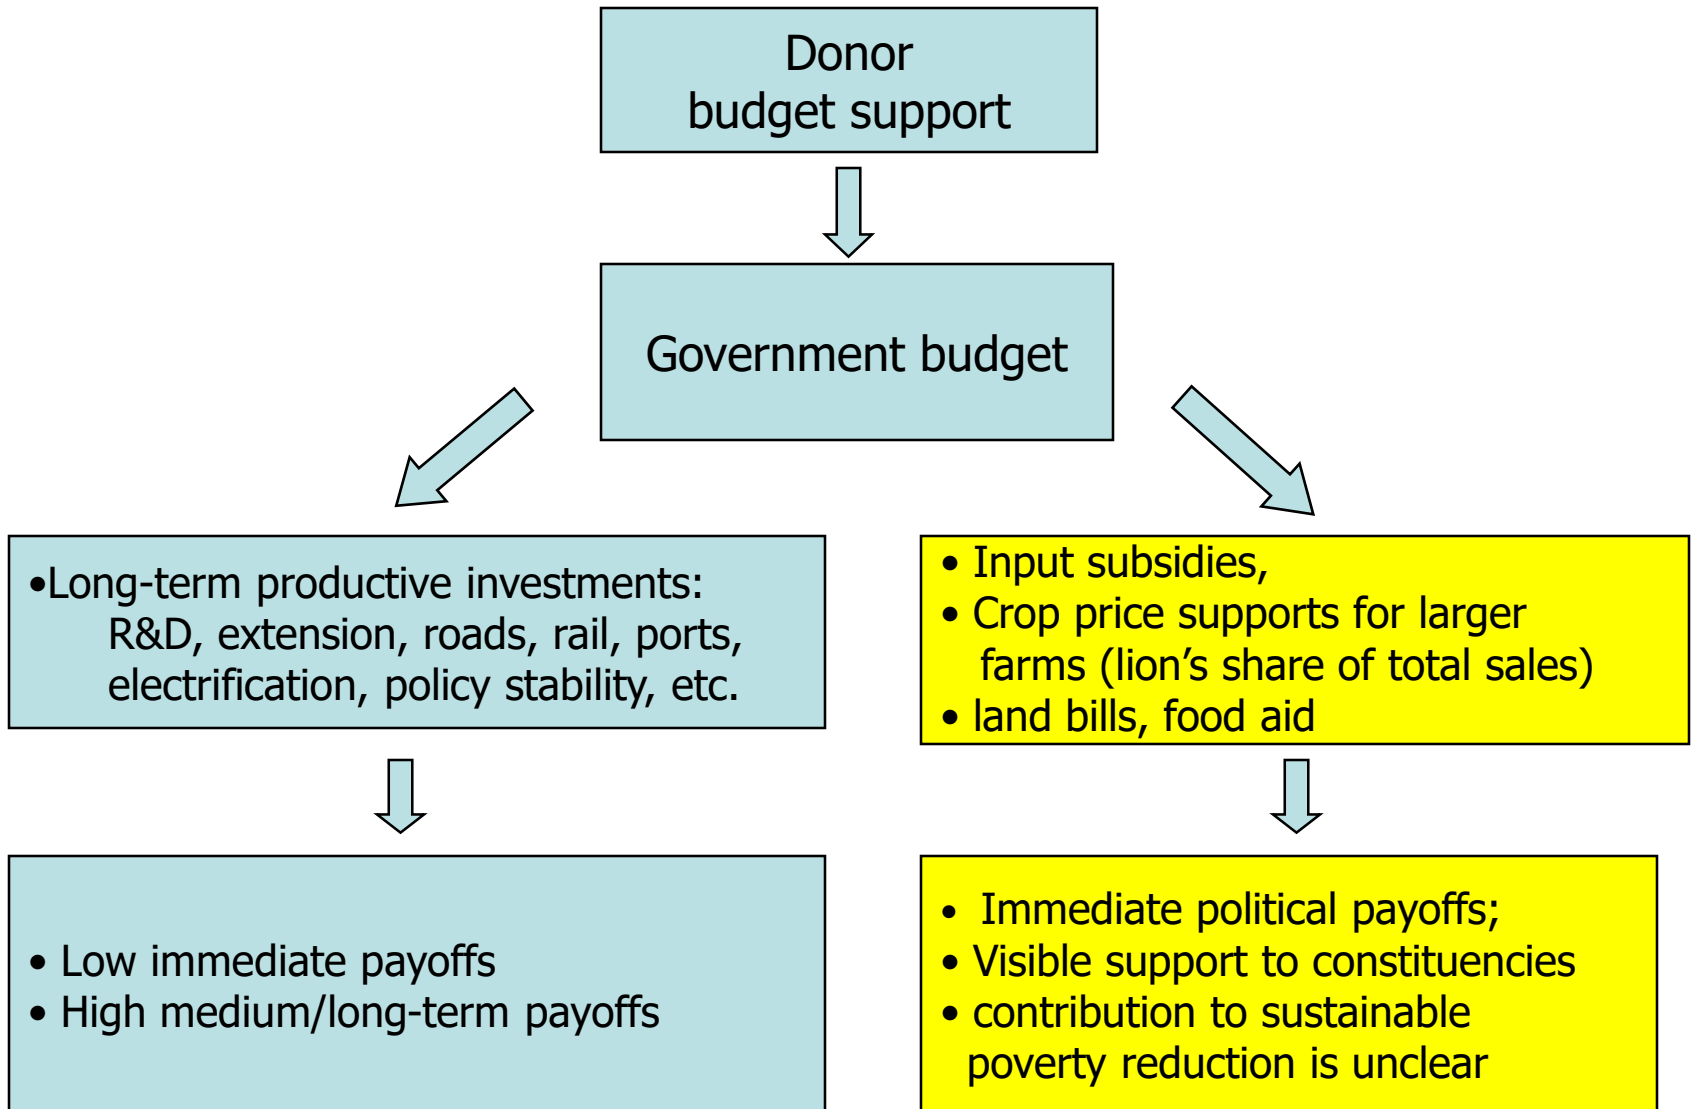 Donor
budget support
Government budget
•Long-term productive investments:
R&D, extension, roads, rail, ports,
electrification, policy stability, etc.
• Input subsidies,
• Crop price supports for larger
farms (lion’s share of total sales)
• land bills, food aid
• Low immediate payoffs
• High medium/long-term payoffs
• Immediate political payoffs;
• Visible support to constituencies
• contribution to sustainable
poverty reduction is unclear